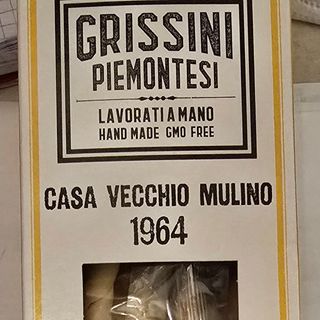 GRISSINI
PIEMONTESI
LAVORATI A MANO
HAND MADE GMO FREE
CASA VECCHIO MULINO
1964